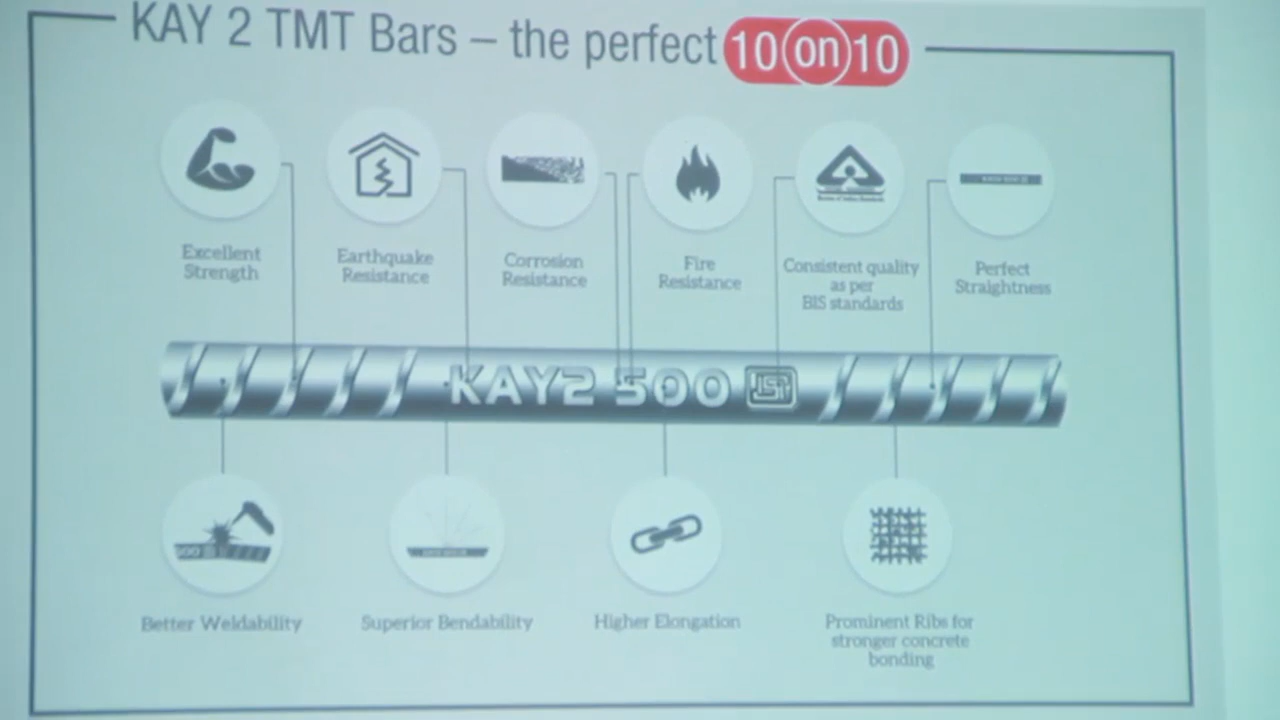 KAY 2 TMT Bars – the perfect 10 on 10
Excellent
Strength
Earthquake
Resistance
Corrosion
Resistance
Fire
Resistance
Consistent quality
as per
BIS standards
Perfect
Straightness
KAY2 500
Better Weldability
Superior Bendability
Higher Elongation
Prominent Ribs for
stronger concrete
bonding